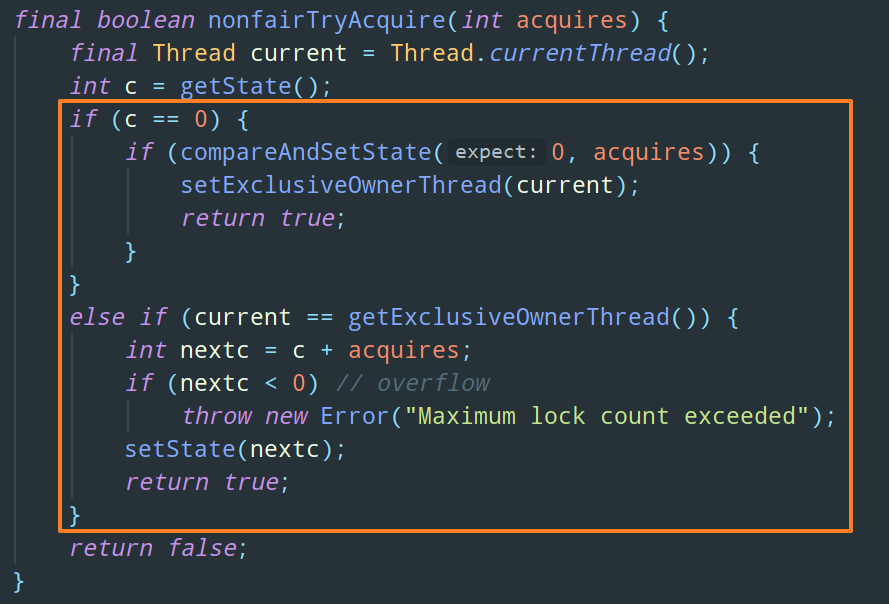 final boolean nonfairTryAcquire(int acquires) {
final Thread current = Thread.currentThread();
int c = getState();
if (c == 0) {
if (compareAndSetState( expect: 0, acquires)) {
setExclusiveOwnerThread(current);
return true;
}
}
else if (current == getExclusiveOwnerThread()) {
int nextc = c + acquires;
if (nextc < 0) // overflow
throw new Error("Maximum lock count exceeded");
setState(nextc);
return true;
}
return false;
}